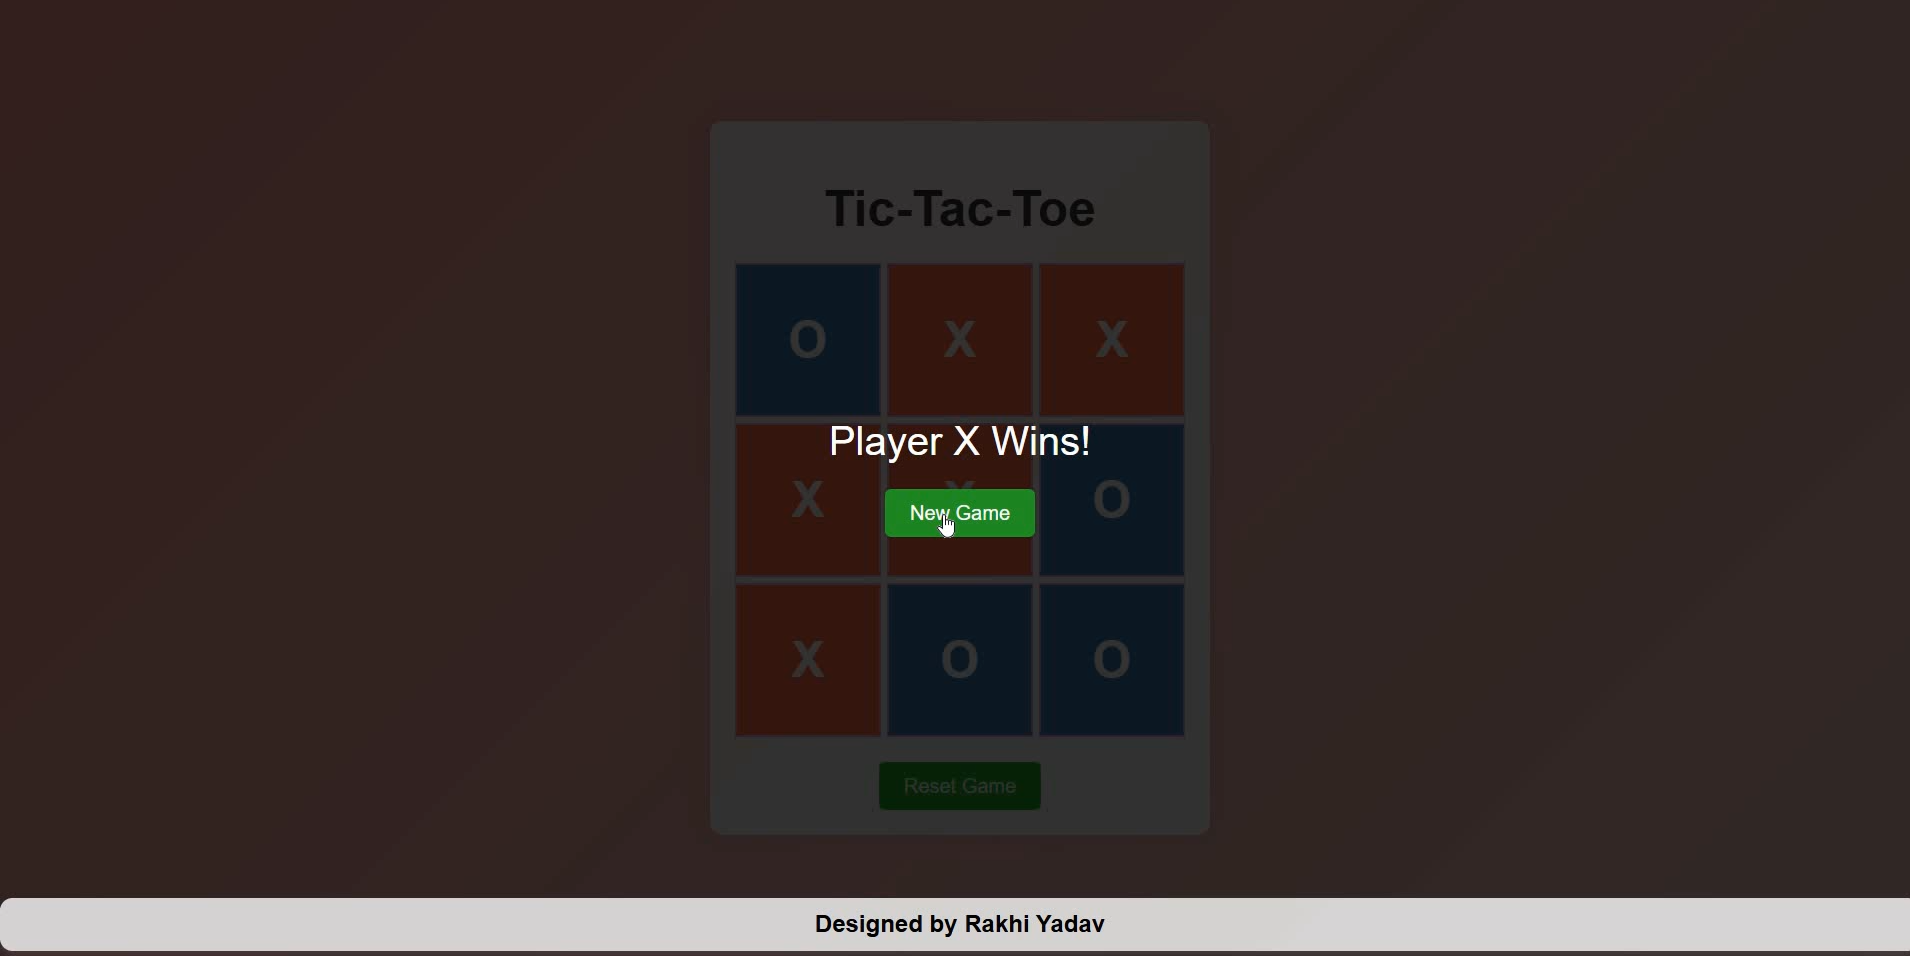 Tic-Tac-Toe
O X X
Player X Wins!
X X O
New Game
X O O
Reset Game
Designed by Rakhi Yadav